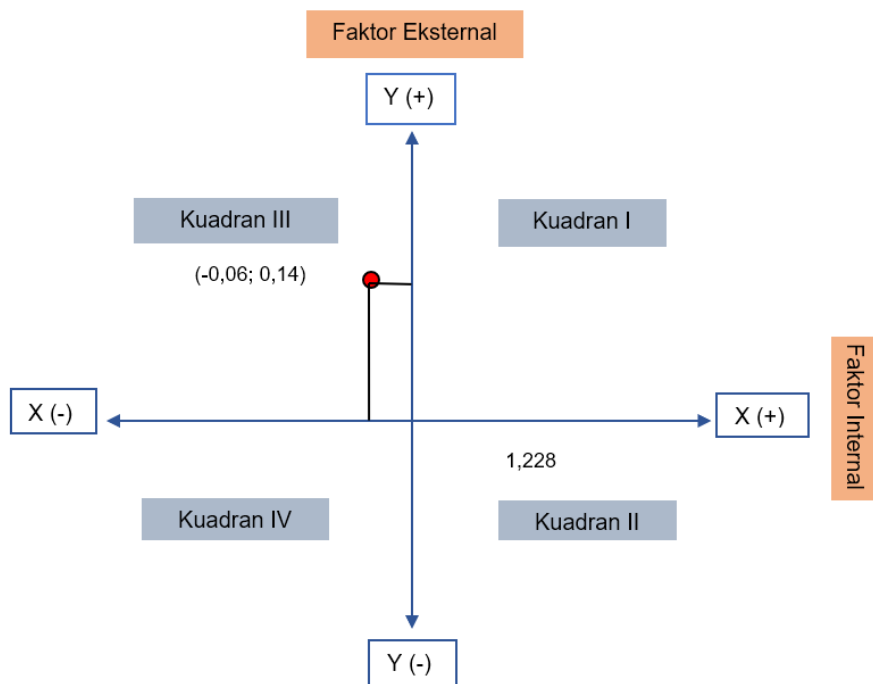 Faktor Eksternal
Y (+)
Kuadran III
Kuadran I
(-0,06; 0,14)
Faktor Internal
X (-)
X (+)
1,228
Kuadran IV
Kuadran II
Y (-)